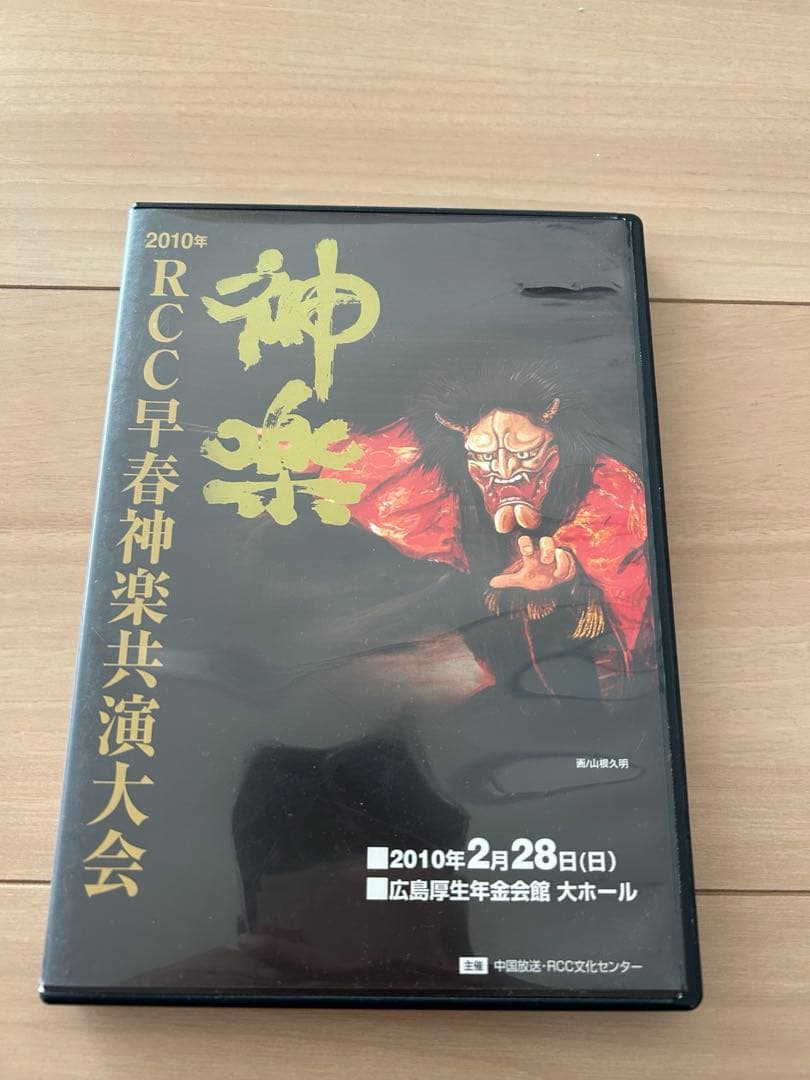 2010年
RCC早春神楽共演大会
神楽
画/山根久明
■2010年2月28日(日)
■広島厚生年金会館 大ホール
主催 中国放送・RCC文化センター